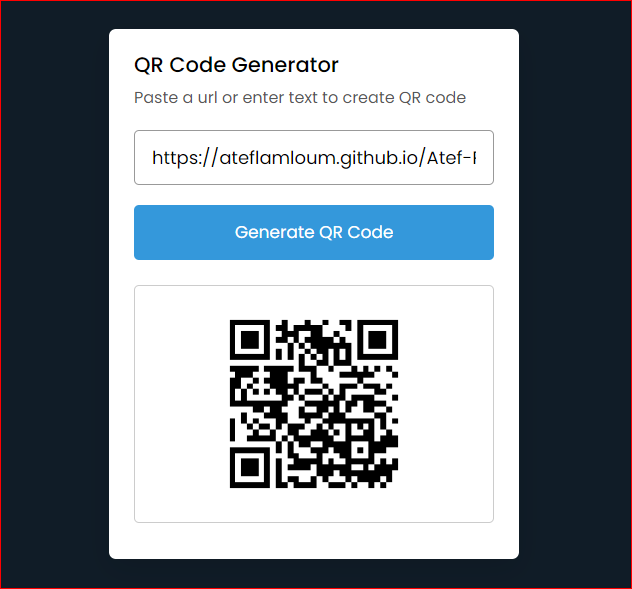 QR Code Generator
Paste a url or enter text to create QR code
https://ateflamloum.github.io/Atef-
Generate QR Code